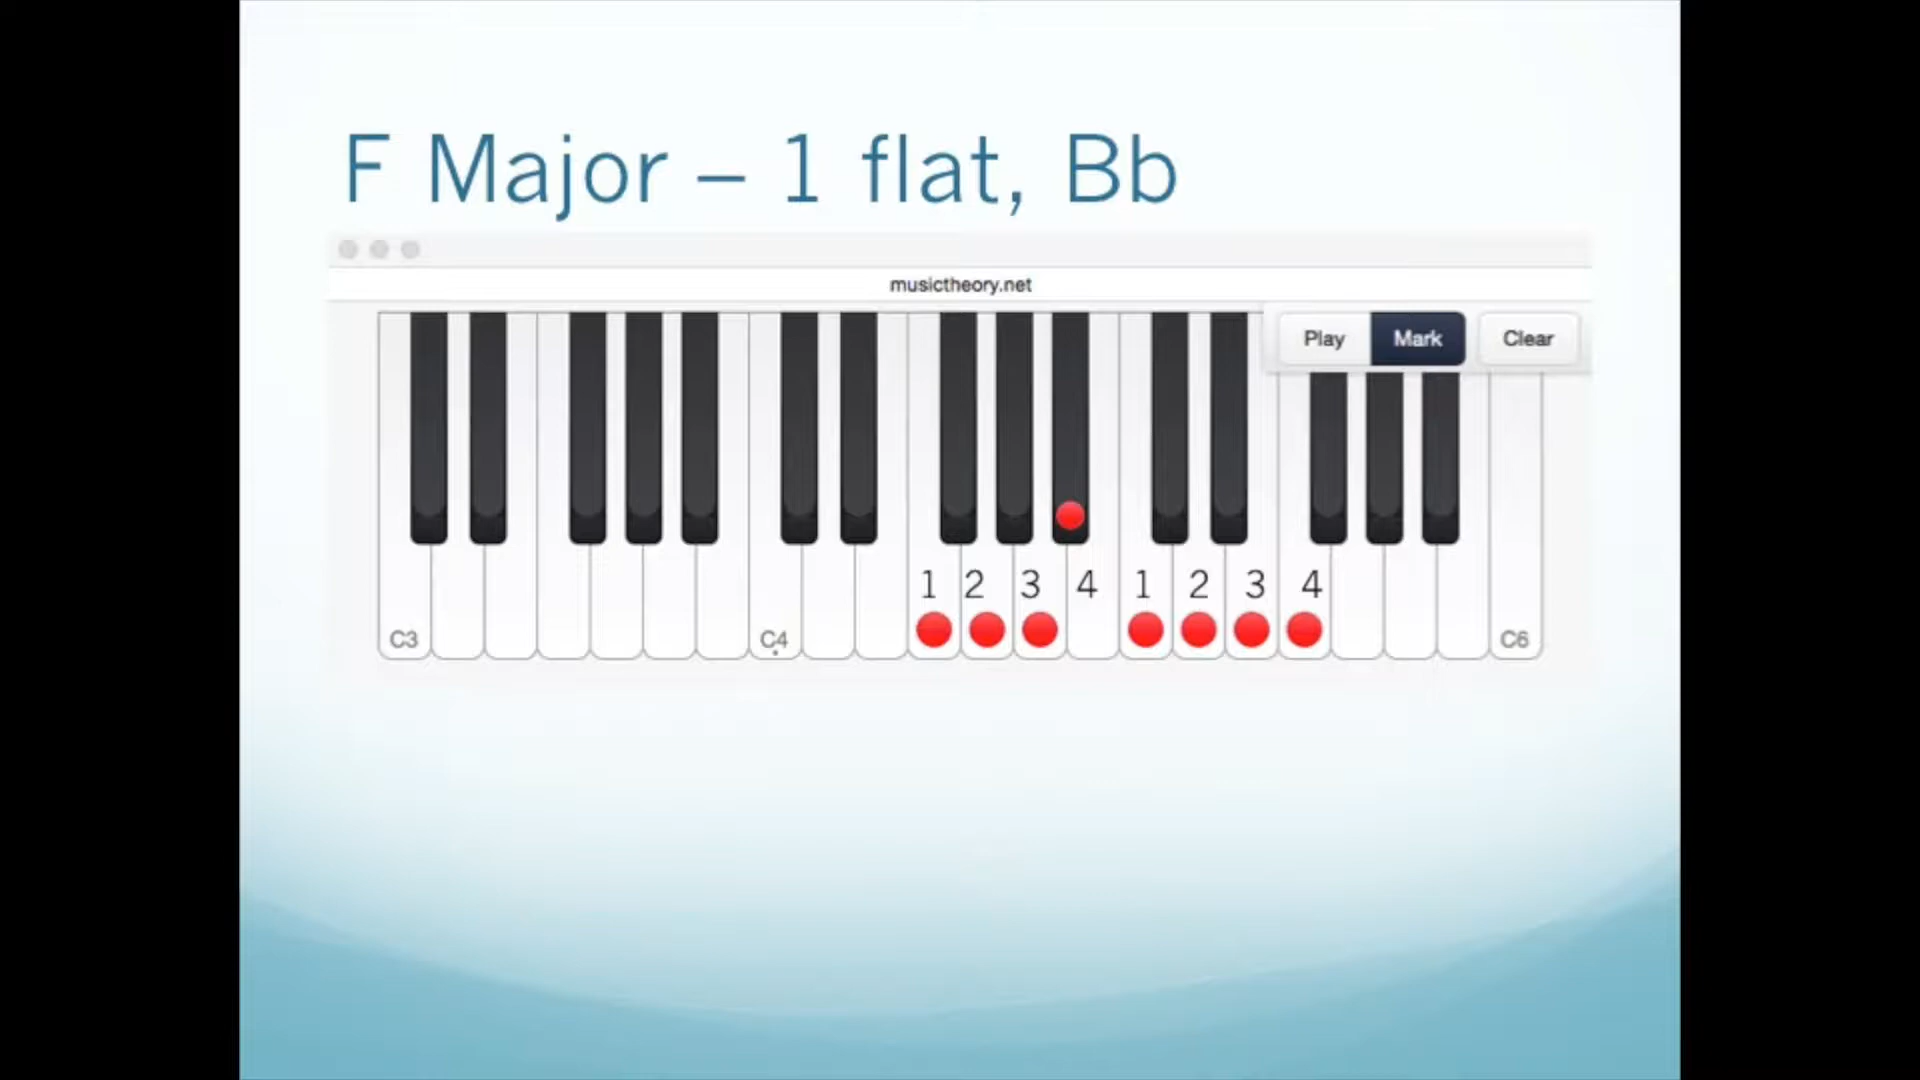 F Major – 1 flat, Bb
musictheory.net
Play Mark Clear
1 2 3 4 1 2 3 4
C3 C4 C6